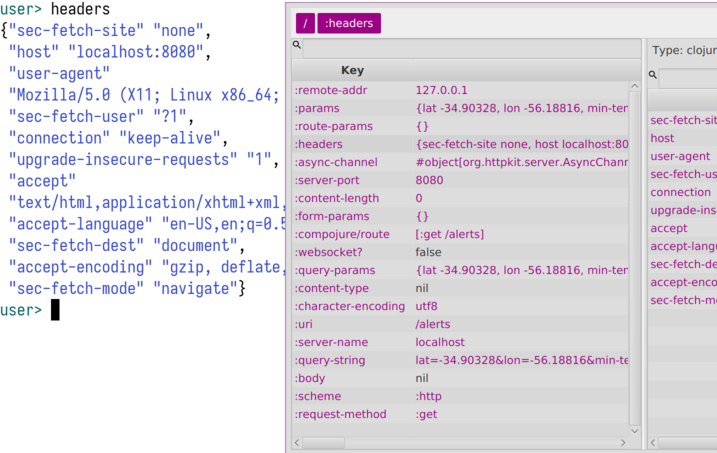 user> headers
{"sec-fetch-site" "none",
"host" "localhost:8080",
"user-agent"
"Mozilla/5.0 (X11; Linux x86_64;
"sec-fetch-user" "?1",
"connection" "keep-alive",
"upgrade-insecure-requests" "1",
"accept"
"text/html,application/xhtml+xml,
"accept-language" "en-US,en;q=0.5
"sec-fetch-dest" "document",
"accept-encoding" "gzip, deflate,
"sec-fetch-mode" "navigate"}
user>
/ :headers
Key
:remote-addr 127.0.0.1
:params {lat -34.90328, lon -56.18816, min-ter
:route-params {}
:headers {sec-fetch-site none, host localhost:80
:async-channel #object[org.httpkit.server.AsyncChann
:server-port 8080
:content-length 0
:form-params {}
:compojure/route [:get /alerts]
:websocket? false
:query-params {lat -34.90328, lon -56.18816, min-ter
:content-type nil
:character-encoding utf8
:uri /alerts
:server-name localhost
:query-string lat=-34.90328&lon=-56.18816&min-te
:body nil
:scheme :http
:request-method :get
Type: clojur
sec-fetch-sit
host
user-agent
sec-fetch-us
connection
upgrade-ins
accept
accept-langu
sec-fetch-de
accept-enco
sec-fetch-m